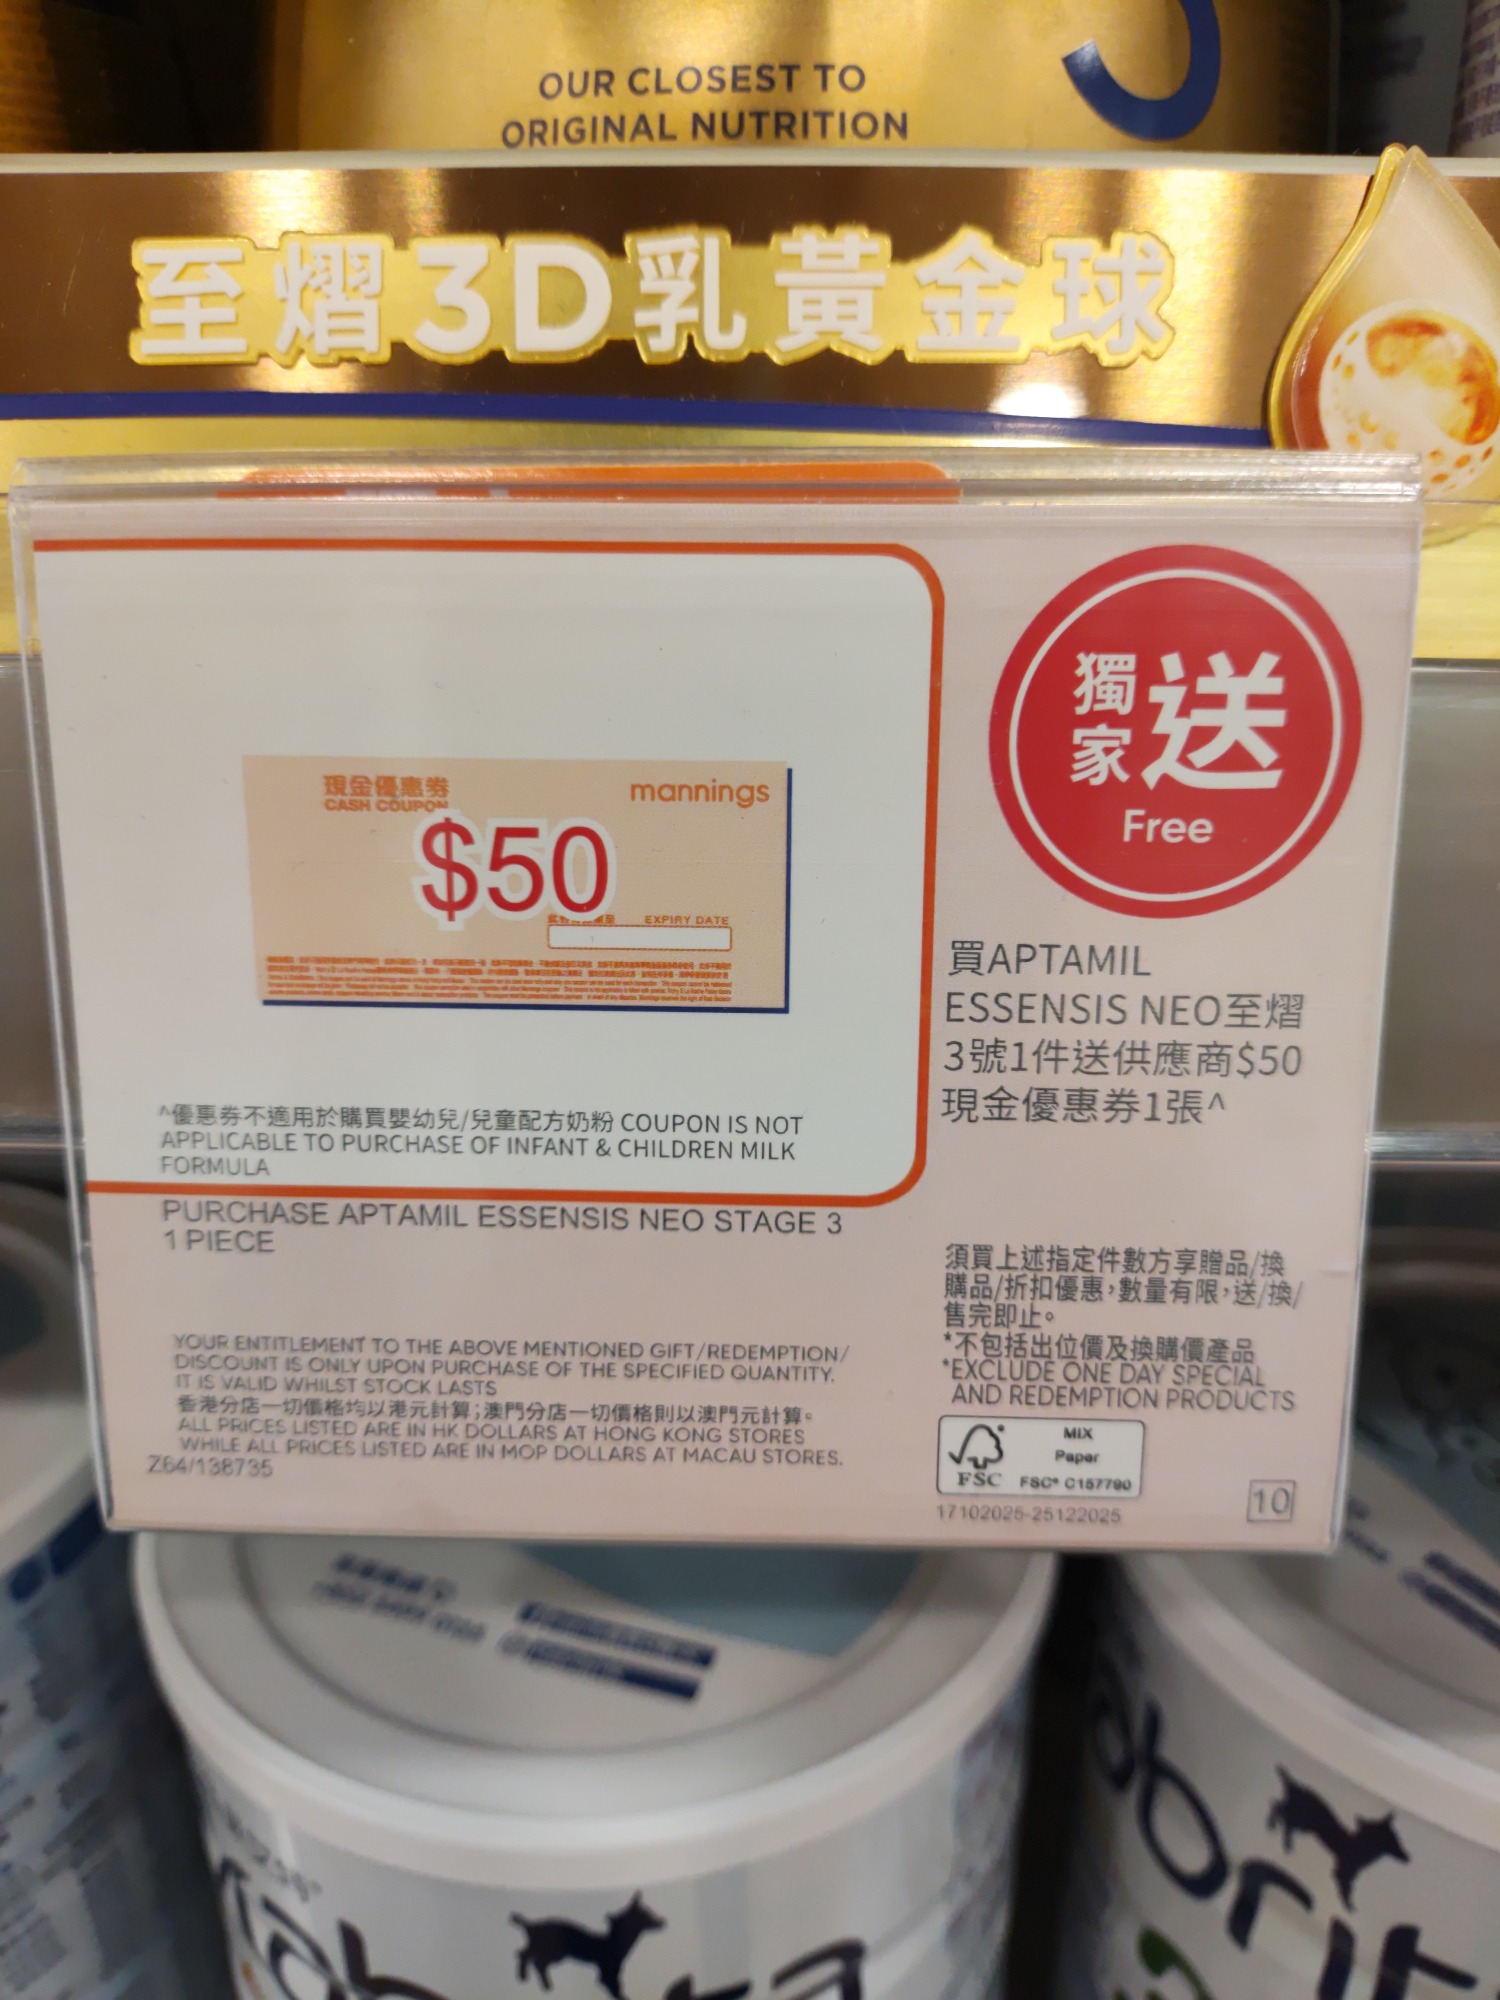 OUR CLOSEST TO
ORIGINAL NUTRITION
至熠3D乳黃金球
現金優惠券
CASH COUPON
mannings
$50
EXPIRY DATE
^優惠券不適用於購買嬰幼兒/兒童配方奶粉 COUPON IS NOT
APPLICABLE TO PURCHASE OF INFANT & CHILDREN MILK
FORMULA
PURCHASE APTAMIL ESSENSIS NEO STAGE 3
1 PIECE
YOUR ENTITLEMENT TO THE ABOVE MENTIONED GIFT/REDEMPTION/
DISCOUNT IS ONLY UPON PURCHASE OF THE SPECIFIED QUANTITY.
IT IS VALID WHILST STOCK LASTS
香港分店一切價格均以港元計算;澳門分店一切價格則以澳門元計算。
ALL PRICES LISTED ARE IN HK DOLLARS AT HONG KONG STORES
WHILE ALL PRICES LISTED ARE IN MOP DOLLARS AT MACAU STORES.
Z64/138735
獨家送
Free
買APTAMIL
ESSENSIS NEO至熠
3號1件送供應商$50
現金優惠券1張^
須買上述指定件數方享贈品/換
購品/折扣優惠,數量有限,送/換/
售完即止。
*不包括出位價及換購價產品
*EXCLUDE ONE DAY SPECIAL
AND REDEMPTION PRODUCTS
FSC
MIX
Paper
FSC® C157790
17102025-25122025
10